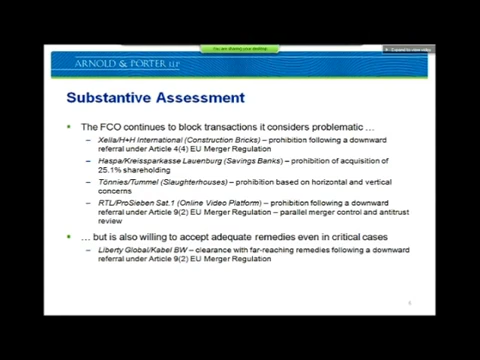 You are sharing your desktop
ARNOLD & PORTER LLP
Substantive Assessment
• The FCO continues to block transactions it considers problematic …
– Xella/H+H International (Construction Bricks) – prohibition following a downward
referral under Article 4(4) EU Merger Regulation
– Haspa/Kreissparkasse Lauenburg (Savings Banks) – prohibition of acquisition of
25.1% shareholding
– Tönnies/Tummel (Slaughterhouses) – prohibition based on horizontal and vertical
concerns
– RTL/ProSieben Sat.1 (Online Video Platform) – prohibition following a downward
referral under Article 9(2) EU Merger Regulation – parallel merger control and antitrust
review
• … but is also willing to accept adequate remedies even in critical cases
– Liberty Global/Kabel BW – clearance with far-reaching remedies following a downward
referral under Article 9(2) EU Merger Regulation